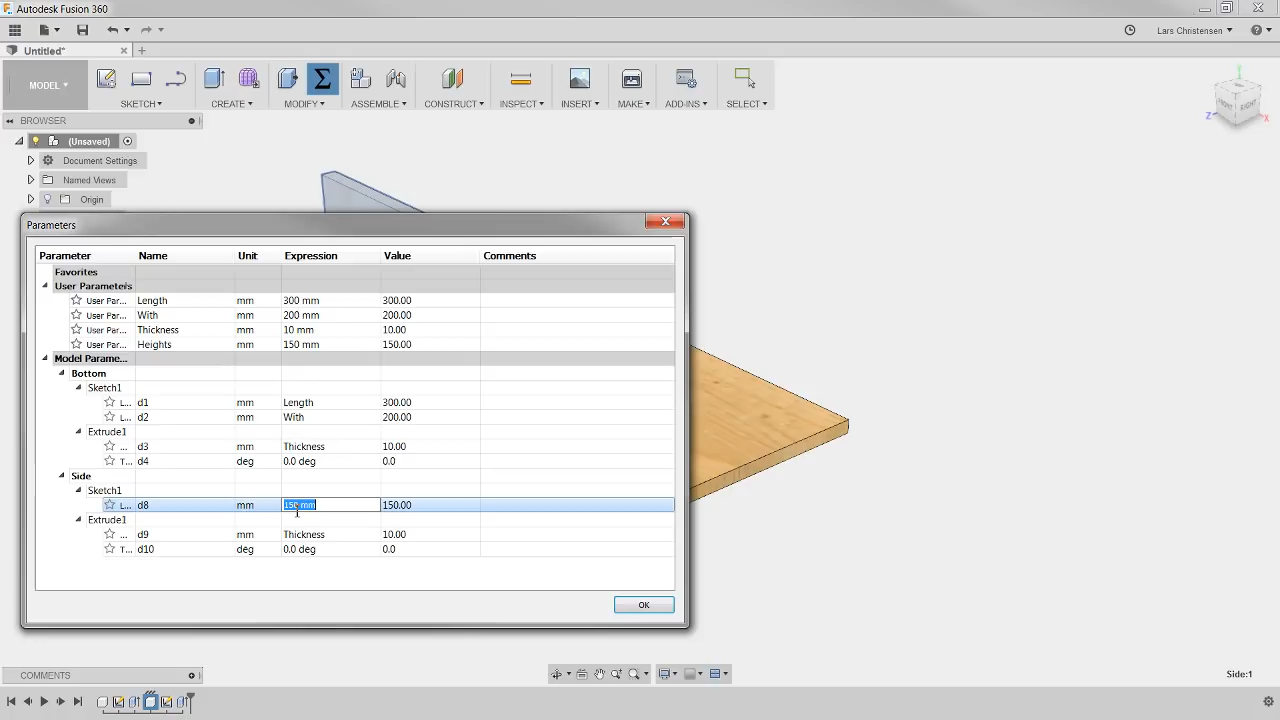 Autodesk Fusion 360
Lars Christensen
Untitled*
MODEL
SKETCH CREATE MODIFY ASSEMBLE CONSTRUCT INSPECT INSERT MAKE ADD-INS SELECT
BROWSER
(Unsaved)
Document Settings
Named Views
Origin
FRONT RIGHT
Y Z X
Parameters
Parameter Name Unit Expression Value Comments
Favorites
User Parameters
User Par... Length mm 300 mm 300.00
User Par... With mm 200 mm 200.00
User Par... Thickness mm 10 mm 10.00
User Par... Heights mm 150 mm 150.00
Model Parame...
Bottom
Sketch1
L... d1 mm Length 300.00
L... d2 mm With 200.00
Extrude1
... d3 mm Thickness 10.00
T... d4 deg 0.0 deg 0.0
Side
Sketch1
L... d8 mm 150 mm 150.00
Extrude1
... d9 mm Thickness 10.00
T... d10 deg 0.0 deg 0.0
OK
COMMENTS
Side:1